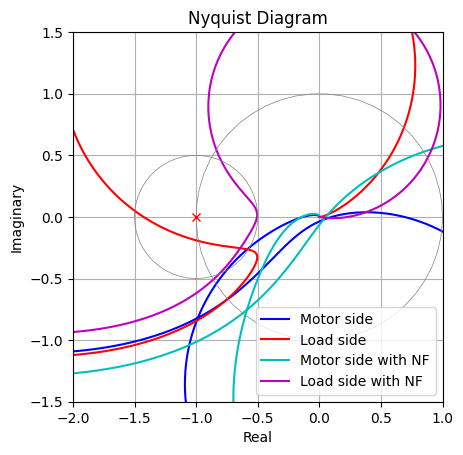 Nyquist Diagram
1.5
1.0
0.5
0.0
−0.5
−1.0
−1.5
Imaginary
Motor side
Load side
Motor side with NF
Load side with NF
−2.0 −1.5 −1.0 −0.5 0.0 0.5 1.0
Real